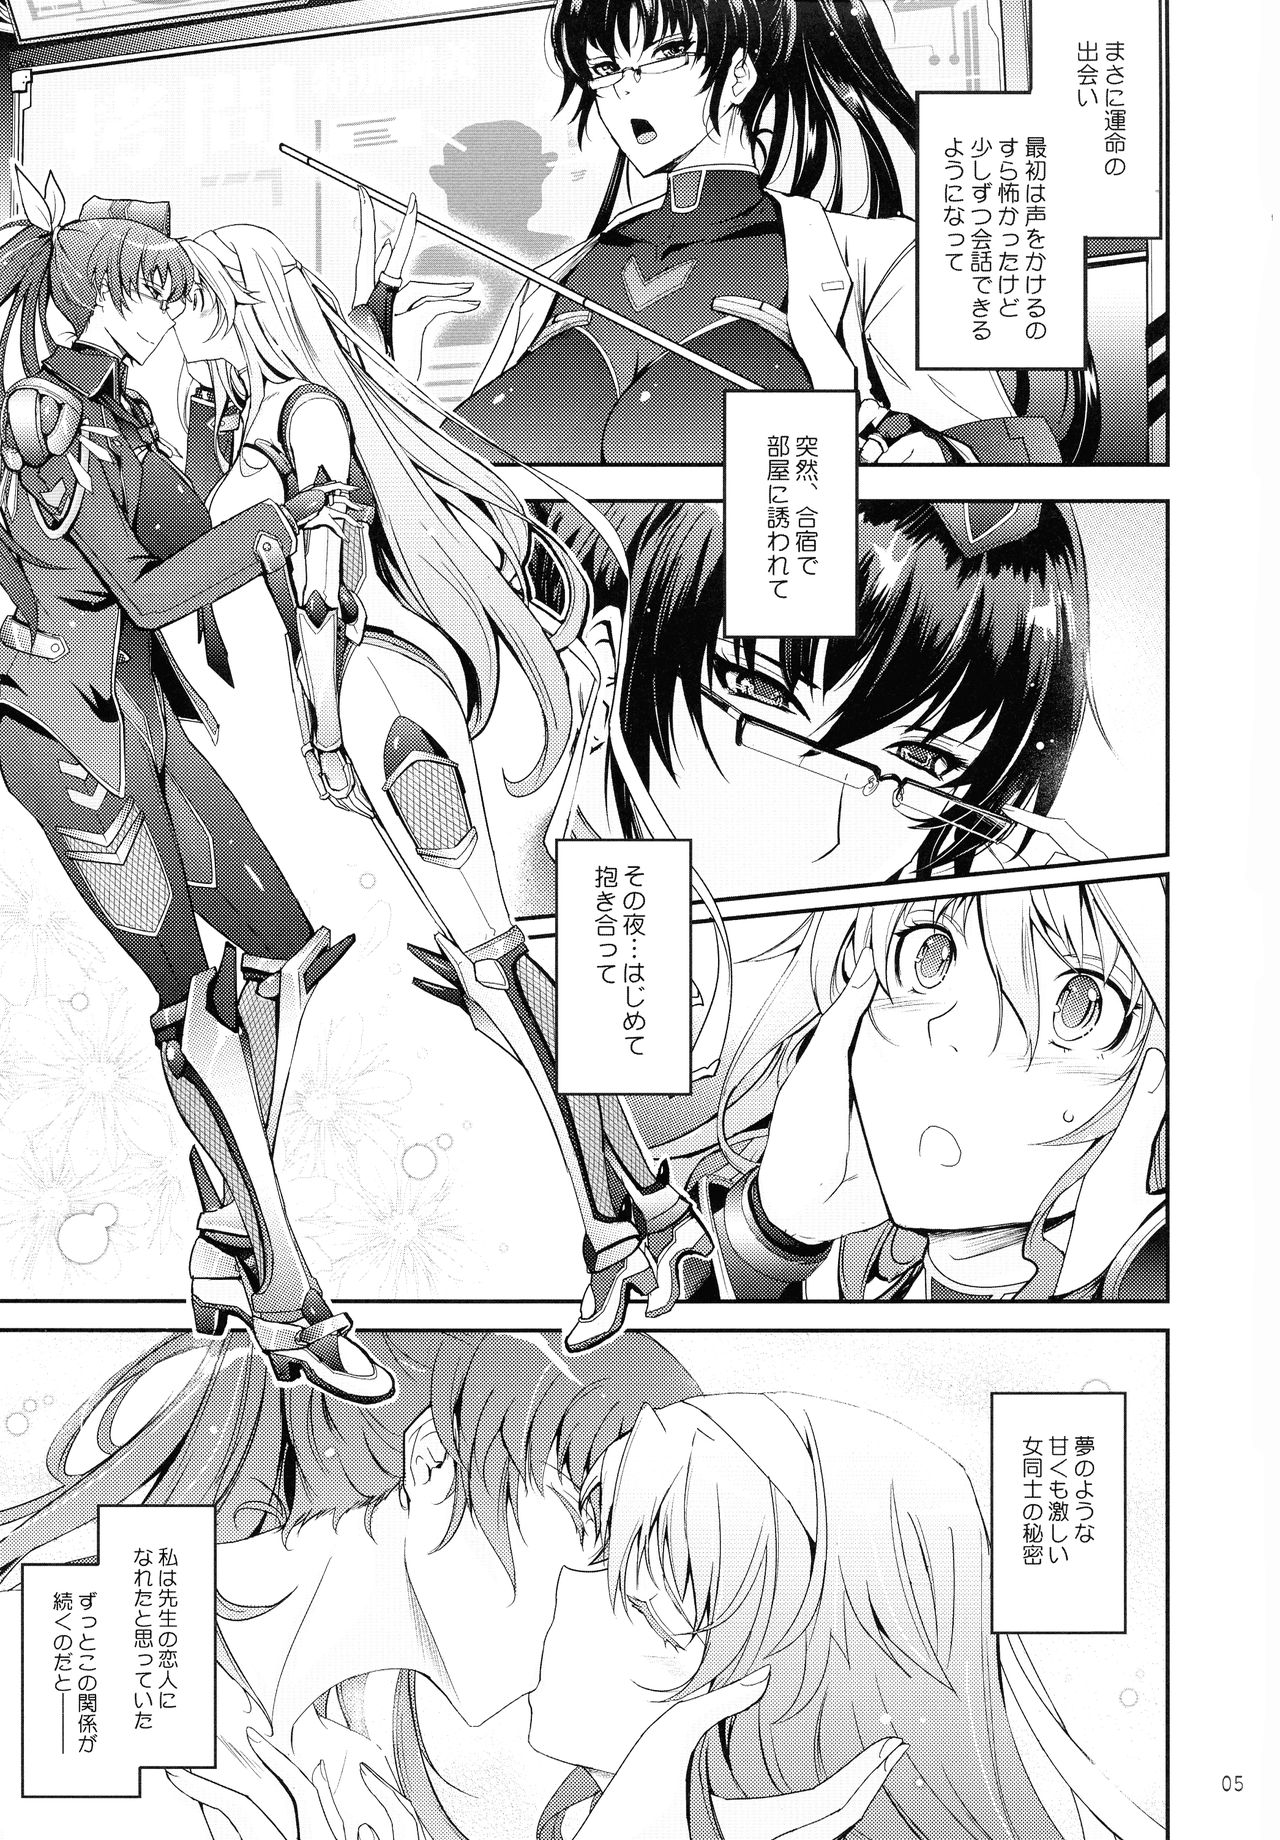 まさに運命の
出会い
最初は声をかけるの
すら怖かったけど
少しずつ会話できる
ようになって
突然、合宿で
部屋に誘われて
その夜…はじめて
抱き合って
夢のような
甘くも激しい
女同士の秘密
私は先生の恋人に
なれたと思っていた
ずっとこの関係が
続くのだと――
05